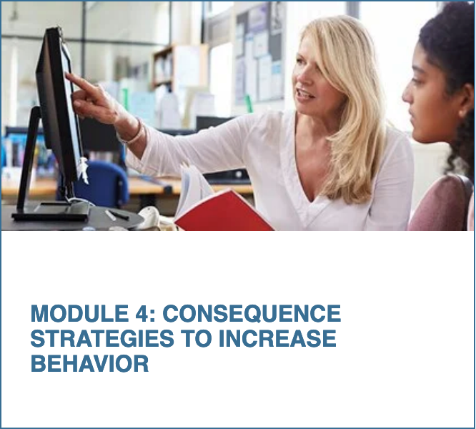 MODULE 4: CONSEQUENCE
STRATEGIES TO INCREASE
BEHAVIOR